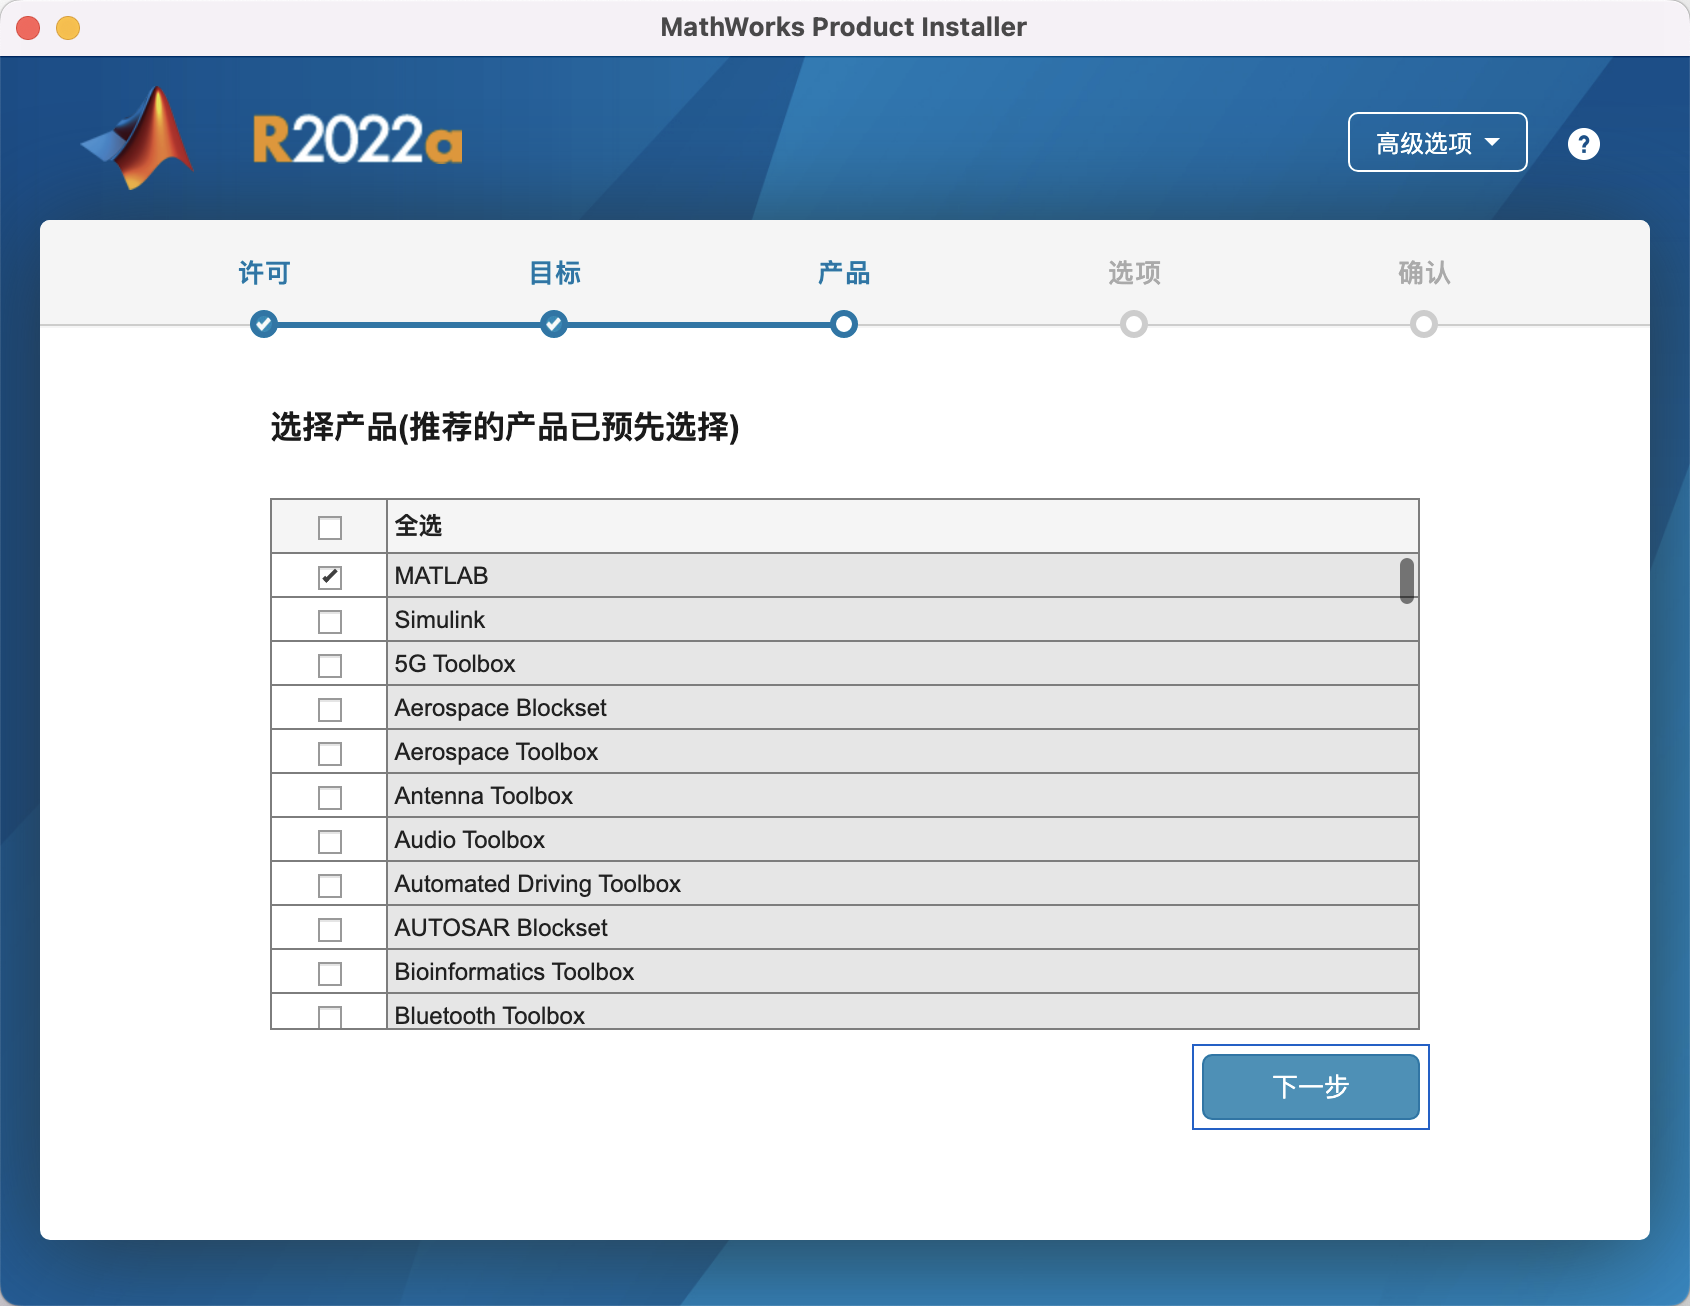 MathWorks Product Installer
R2022a
高级选项
?
许可
目标
产品
选项
确认
选择产品(推荐的产品已预先选择)
全选
MATLAB
Simulink
5G Toolbox
Aerospace Blockset
Aerospace Toolbox
Antenna Toolbox
Audio Toolbox
Automated Driving Toolbox
AUTOSAR Blockset
Bioinformatics Toolbox
Bluetooth Toolbox
下一步